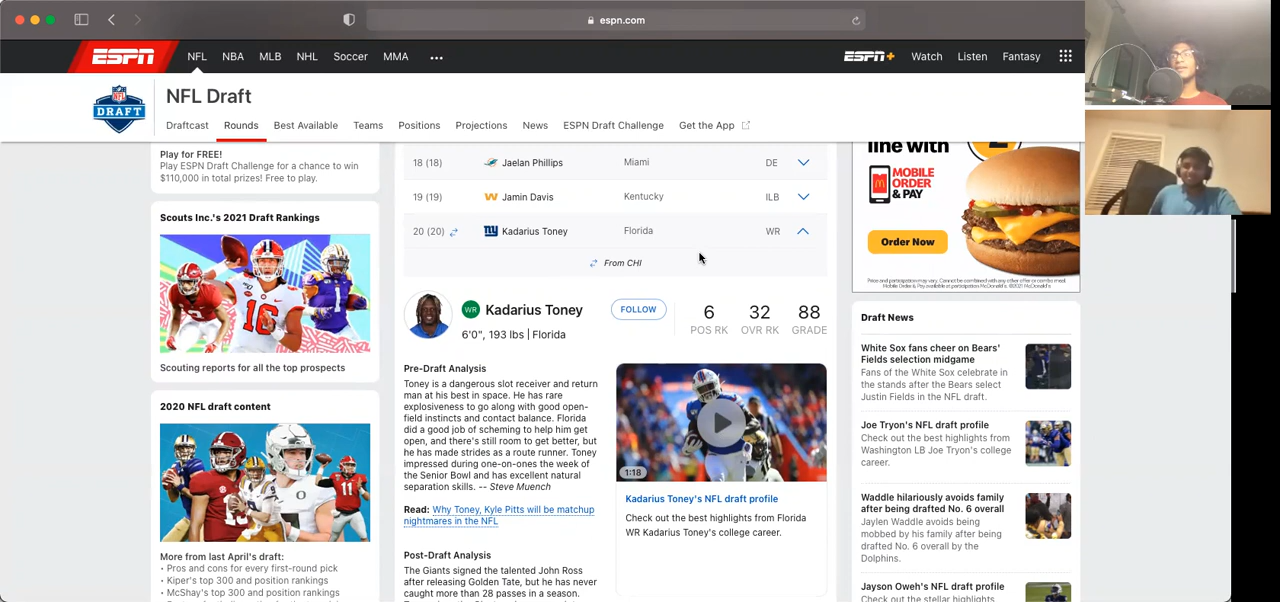 espn.com
ESPN
NFL
NBA
MLB
NHL
Soccer
MMA
•••
ESPN+
Watch
Listen
Fantasy
NFL
DRAFT
NFL Draft
Draftcast
Rounds
Best Available
Teams
Positions
Projections
News
ESPN Draft Challenge
Get the App
Play for FREE!
Play ESPN Draft Challenge for a chance to win
$110,000 in total prizes! Free to play.
Scouts Inc.'s 2021 Draft Rankings
16
Scouting reports for all the top prospects
2020 NFL draft content
O
11
More from last April's draft:
• Pros and cons for every first-round pick
• Kiper's top 300 and position rankings
• McShay's top 300 and position rankings
18 (18) Jaelan Phillips Miami DE
19 (19) W Jamin Davis Kentucky ILB
20 (20) ny Kadarius Toney Florida WR
From CHI
WR Kadarius Toney
6'0", 193 lbs | Florida
FOLLOW
6 32 88
POS RK OVR RK GRADE
Pre-Draft Analysis
Toney is a dangerous slot receiver and return
man at his best in space. He has rare
explosiveness to go along with good open-
field instincts and contact balance. Florida
did a good job of scheming to help him get
open, and there's still room to get better, but
he has made strides as a route runner. Toney
impressed during one-on-ones the week of
the Senior Bowl and has excellent natural
separation skills. -- Steve Muench
Read: Why Toney, Kyle Pitts will be matchup
nightmares in the NFL
Post-Draft Analysis
The Giants signed the talented John Ross
after releasing Golden Tate, but he has never
caught more than 28 passes in a season.
1:18
Kadarius Toney's NFL draft profile
Check out the best highlights from Florida
WR Kadarius Toney's college career.
line with
MOBILE
ORDER
& PAY
Order Now
Draft News
White Sox fans cheer on Bears'
Fields selection midgame
Fans of the White Sox celebrate in
the stands after the Bears select
Justin Fields in the NFL draft.
Joe Tryon's NFL draft profile
Check out the best highlights from
Washington LB Joe Tryon's college
career.
Waddle hilariously avoids family
after being drafted No. 6 overall
Jaylen Waddle avoids being
mobbed by his family after being
drafted No. 6 overall by the
Dolphins.
Jayson Oweh's NFL draft profile
Check out the stellar highlights